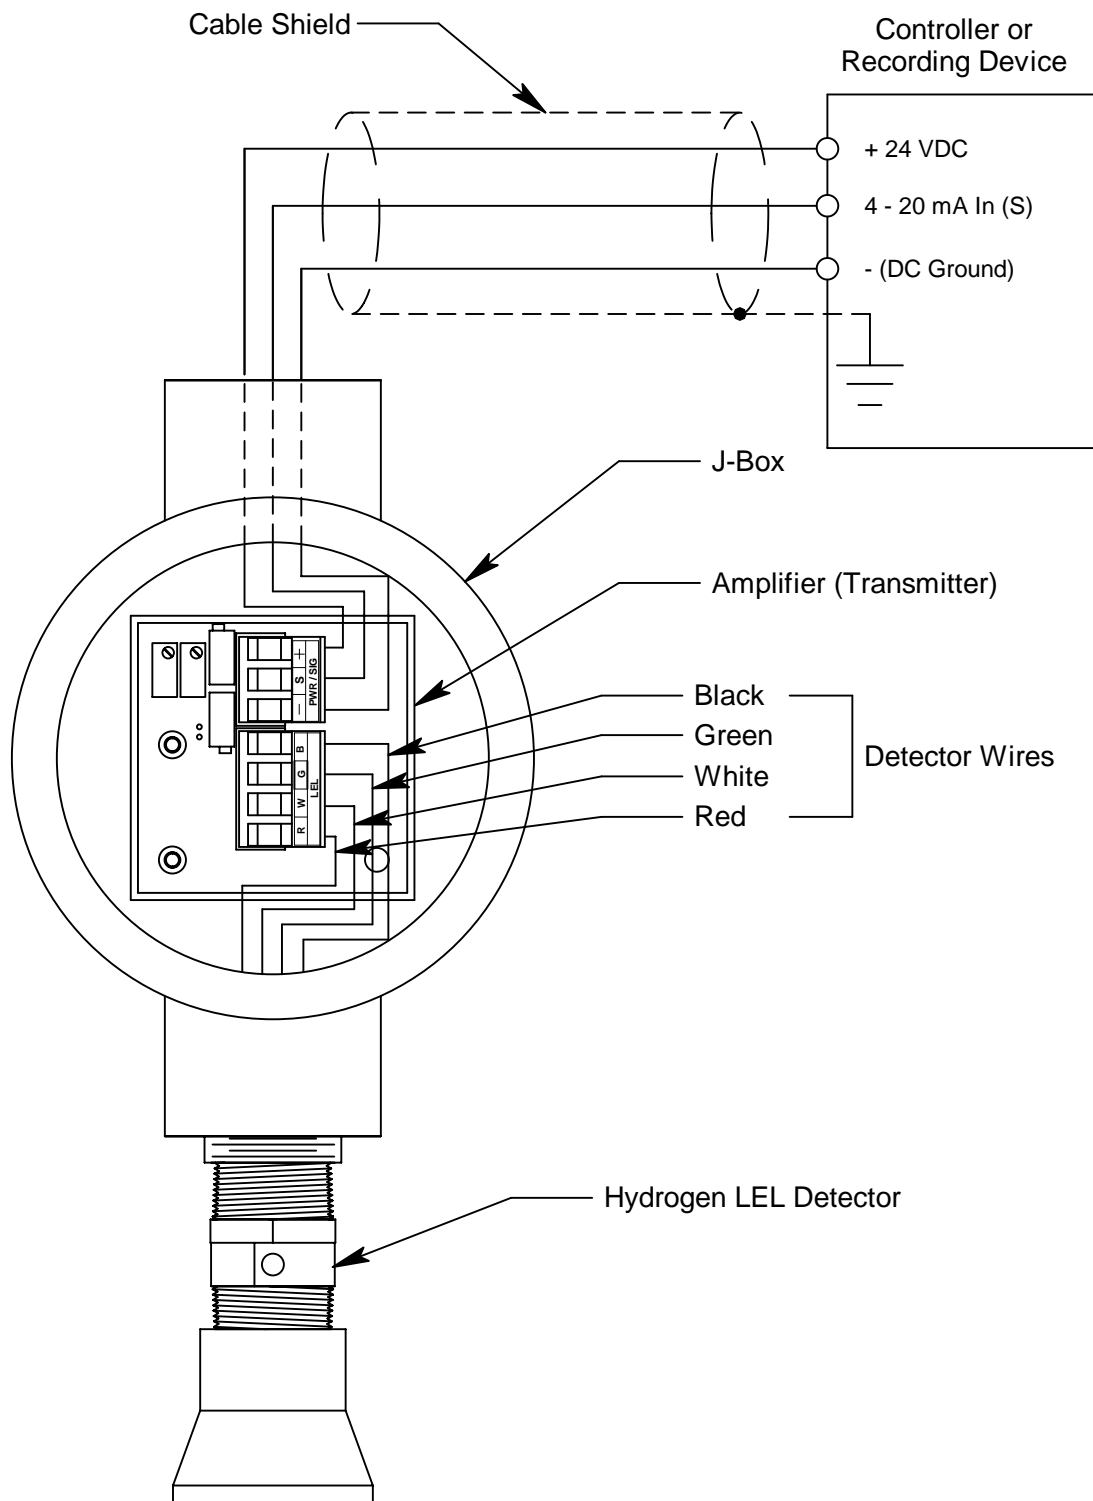 Cable Shield
Controller or
Recording Device
+ 24 VDC
4 - 20 mA In (S)
- (DC Ground)
J-Box
Amplifier (Transmitter)
+
S
–
PWR / SIG
B
G
W
R
LEL
Black
Green
White
Red
Detector Wires
Hydrogen LEL Detector